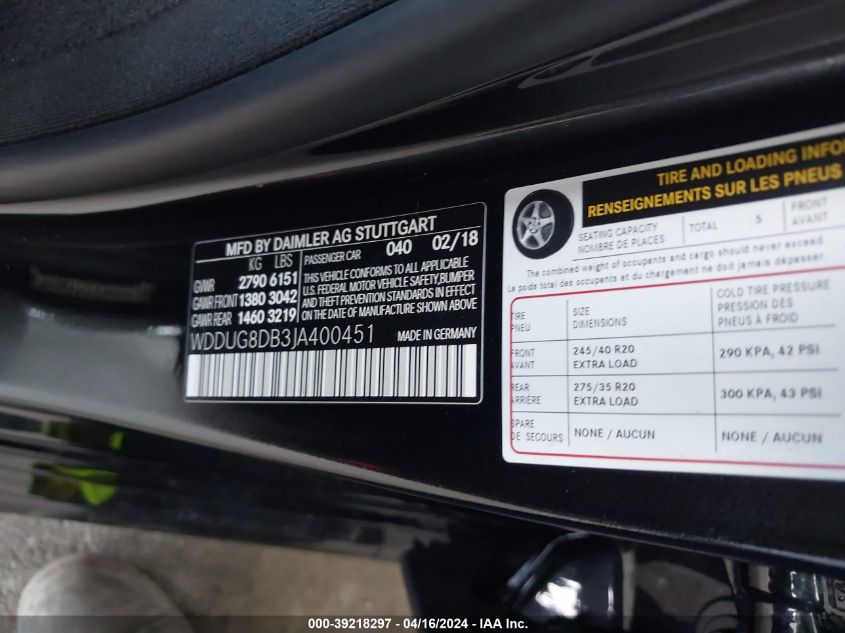 MFD BY DAIMLER AG STUTTGART
KG LBS
PASSENGER CAR 040 02/18
GVWR 2790 6151
GAWR FRONT 1380 3042
GAWR REAR 1460 3219
THIS VEHICLE CONFORMS TO ALL APPLICABLE
U.S. FEDERAL MOTOR VEHICLE SAFETY,BUMPER
AND THEFT PREVENTION STANDARDS IN EFFECT
ON THE DATE OF MANUFACTURE SHOWN ABOVE.
WDDUG8DB3JA400451 MADE IN GERMANY
TIRE AND LOADING INFO
RENSEIGNEMENTS SUR LES PNEUS
SEATING CAPACITY
NOMBRE DE PLACES
TOTAL 5
FRONT
AVANT
The combined weight of occupants and cargo should never exceed
Le poids total des occupants et du chargement ne doit jamais dépasser
TIRE
PNEU
SIZE
DIMENSIONS
COLD TIRE PRESSURE
PRESSION DES
PNEUS À FROID
FRONT
AVANT
245/40 R20
EXTRA LOAD
290 KPA, 42 PSI
REAR
ARRIÈRE
275/35 R20
EXTRA LOAD
300 KPA, 43 PSI
SPARE
DE SECOURS
NONE / AUCUN
NONE / AUCUN
000-39218297 - 04/16/2024 - IAA Inc.